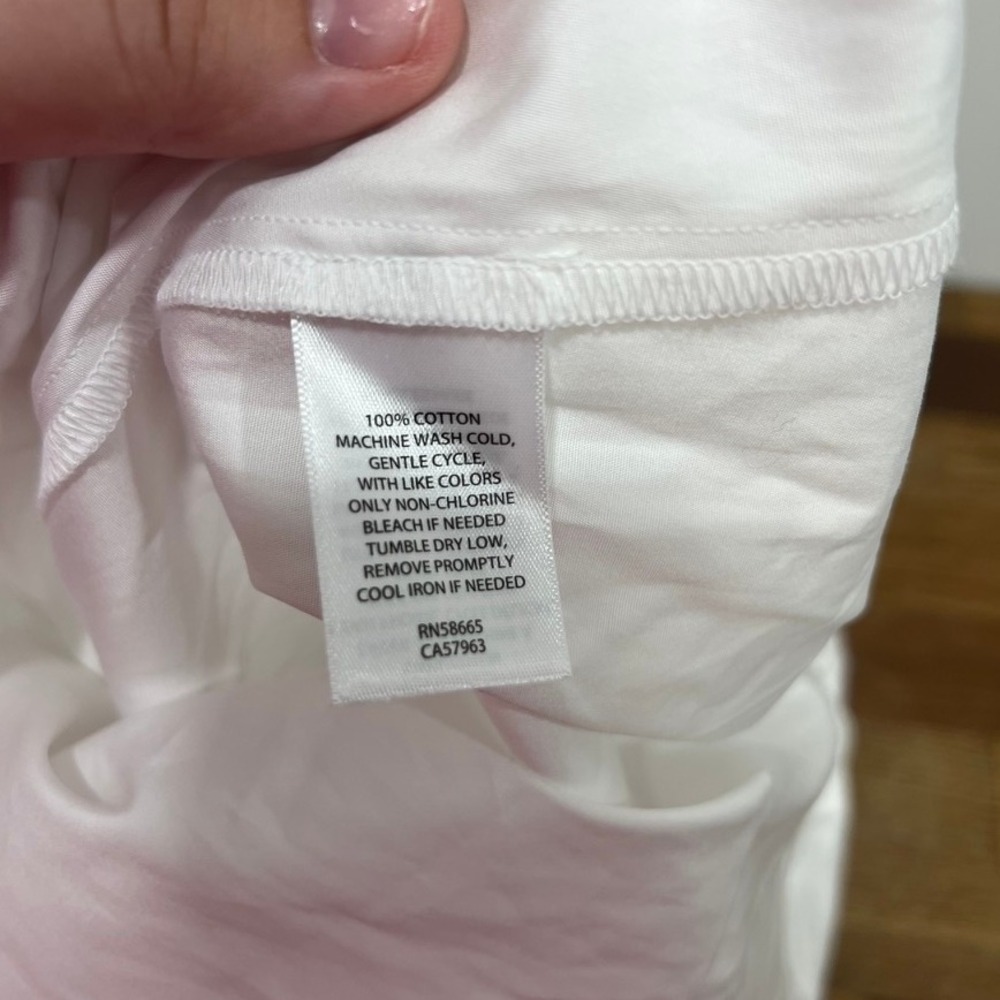 100% COTTON
MACHINE WASH COLD,
GENTLE CYCLE,
WITH LIKE COLORS
ONLY NON-CHLORINE
BLEACH IF NEEDED
TUMBLE DRY LOW,
REMOVE PROMPTLY
COOL IRON IF NEEDED
RN58665
CA57963